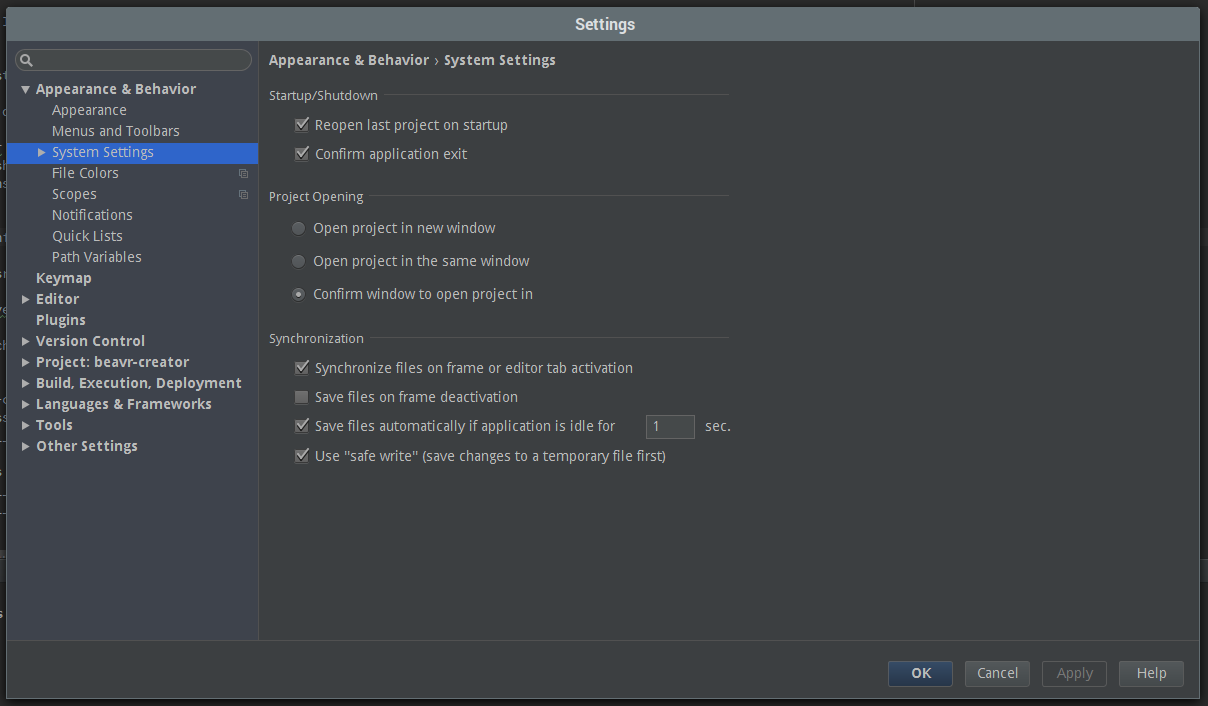 Settings
Appearance & Behavior
Appearance
Menus and Toolbars
System Settings
File Colors
Scopes
Notifications
Quick Lists
Path Variables
Keymap
Editor
Plugins
Version Control
Project: beavr-creator
Build, Execution, Deployment
Languages & Frameworks
Tools
Other Settings
Appearance & Behavior › System Settings
Startup/Shutdown
Reopen last project on startup
Confirm application exit
Project Opening
Open project in new window
Open project in the same window
Confirm window to open project in
Synchronization
Synchronize files on frame or editor tab activation
Save files on frame deactivation
Save files automatically if application is idle for 1 sec.
Use "safe write" (save changes to a temporary file first)
OK Cancel Apply Help